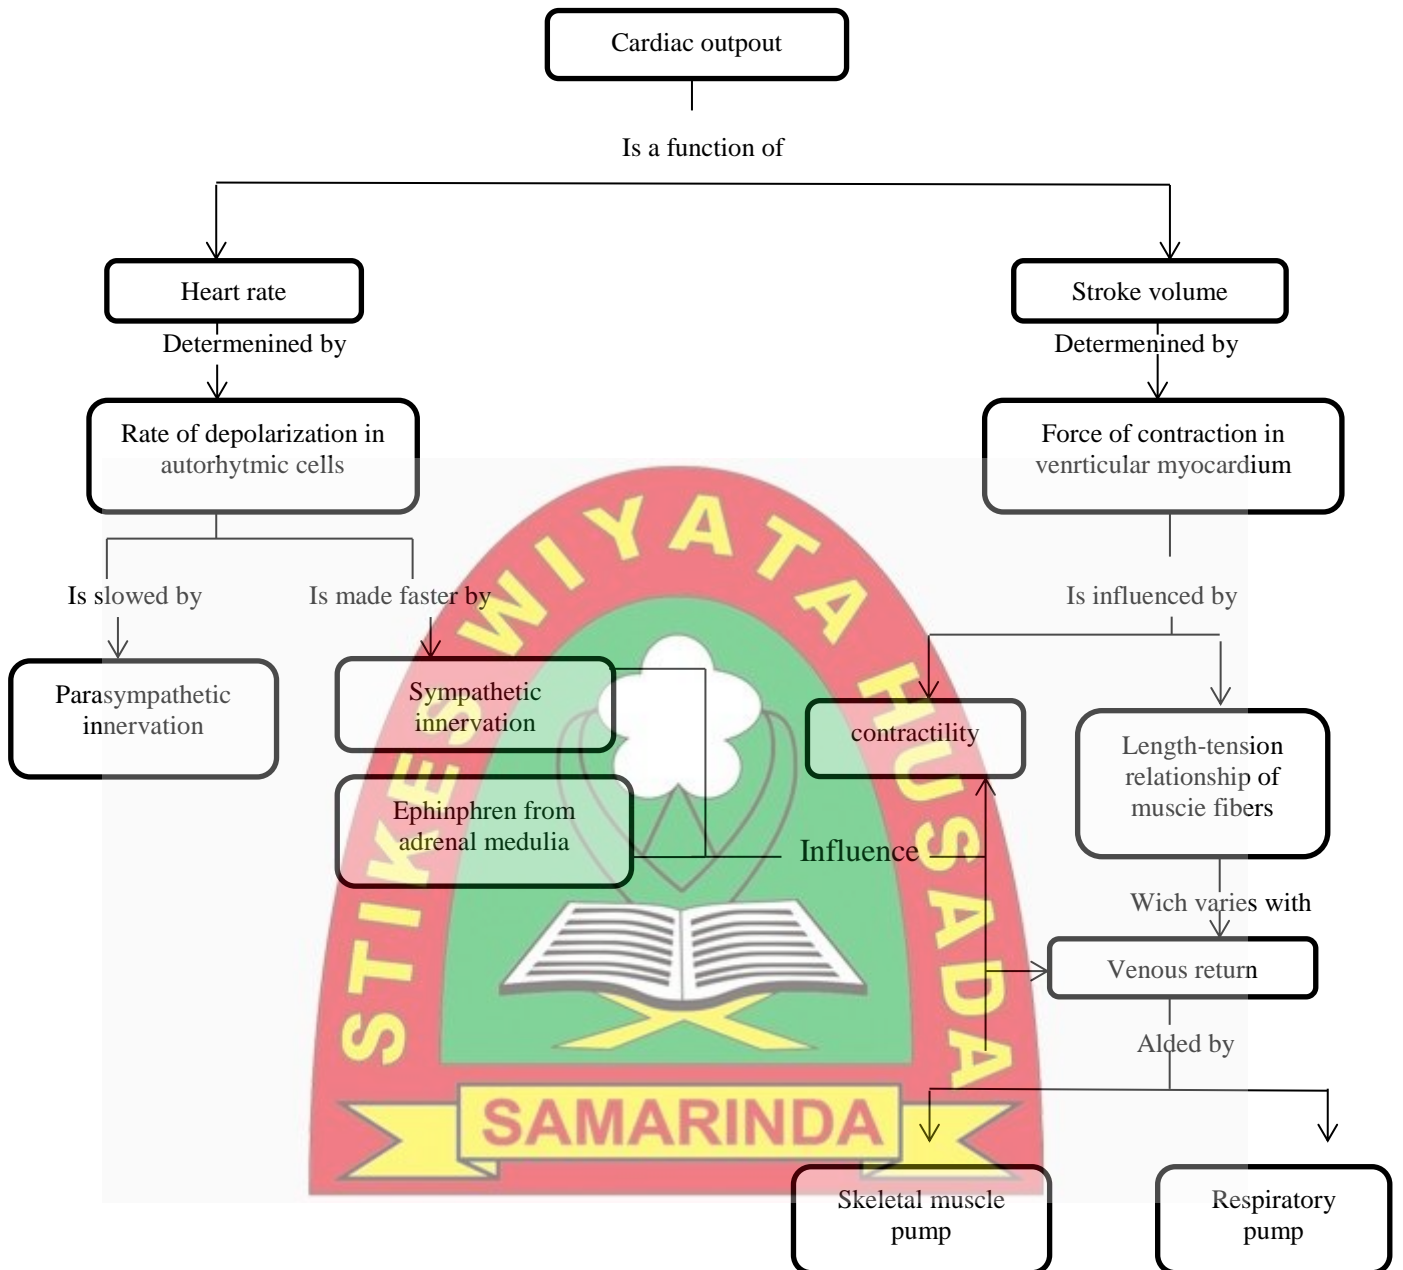 Cardiac outpout
Is a function of
Heart rate
Stroke volume
Determenined by
Determenined by
Rate of depolarization in
autorhytmic cells
Force of contraction in
venrticular myocardium
Is slowed by
Is made faster by
Is influenced by
Parasympathetic
innervation
Sympathetic
innervation
contractility
Length-tension
relationship of
muscie fibers
Ephinphren from
adrenal medulia
Influence
Wich varies with
Venous return
Alded by
Skeletal muscle
pump
Respiratory
pump
STIKES WIYATA HUSADA
SAMARINDA